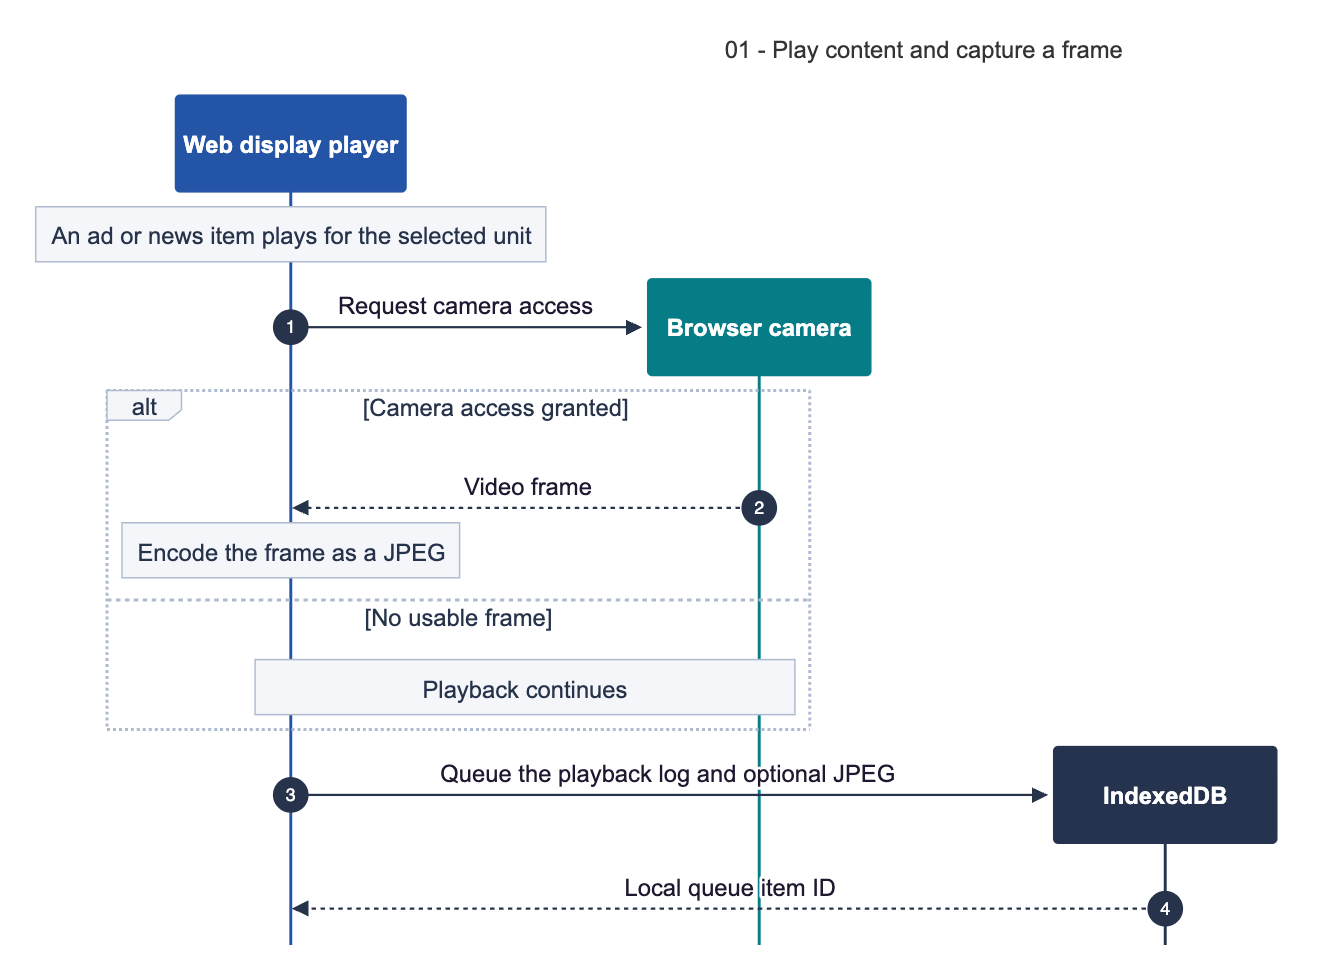 01 - Play content and capture a frame
Web display player
An ad or news item plays for the selected unit
Request camera access
1
Browser camera
alt
[Camera access granted]
Video frame
2
Encode the frame as a JPEG
[No usable frame]
Playback continues
Queue the playback log and optional JPEG
3
IndexedDB
Local queue item ID
4